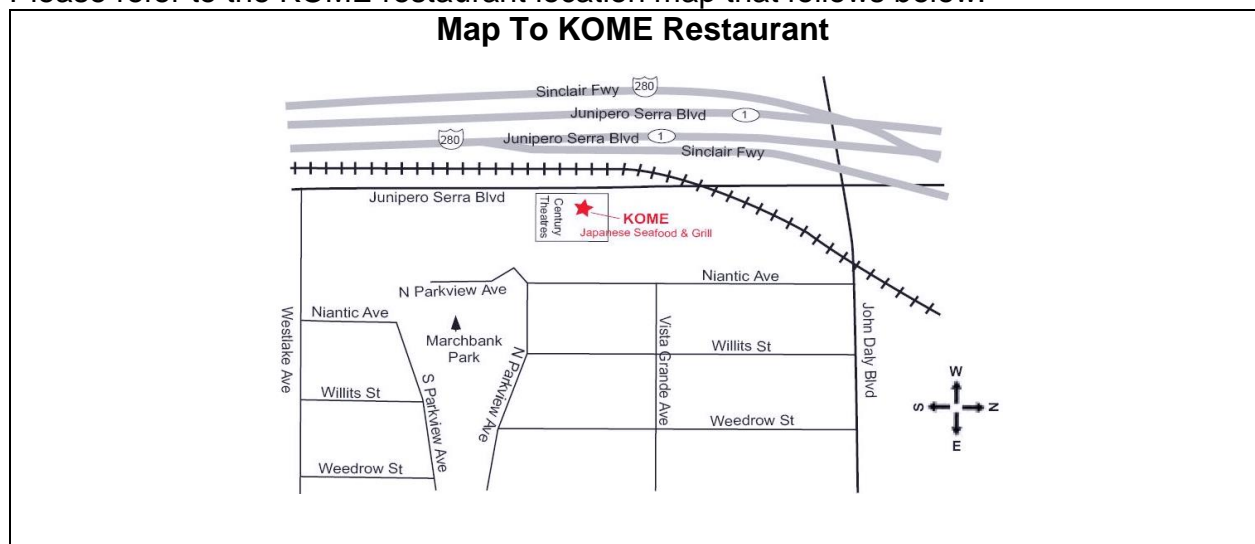 Please refer to the KOME restaurant location map that follows below.
Map To KOME Restaurant
Sinclair Fwy 280
Junipero Serra Blvd 1
280 Junipero Serra Blvd 1
Sinclair Fwy
Junipero Serra Blvd
Century
Theatres
KOME
Japanese Seafood & Grill
Niantic Ave
N Parkview Ave
Westlake Ave
Niantic Ave
Marchbank
Park
N Parkview Ave
Vista Grande Ave
Willits St
John Daly Blvd
Willits St
S Parkview Ave
Weedrow St
Weedrow St
W
S N
E